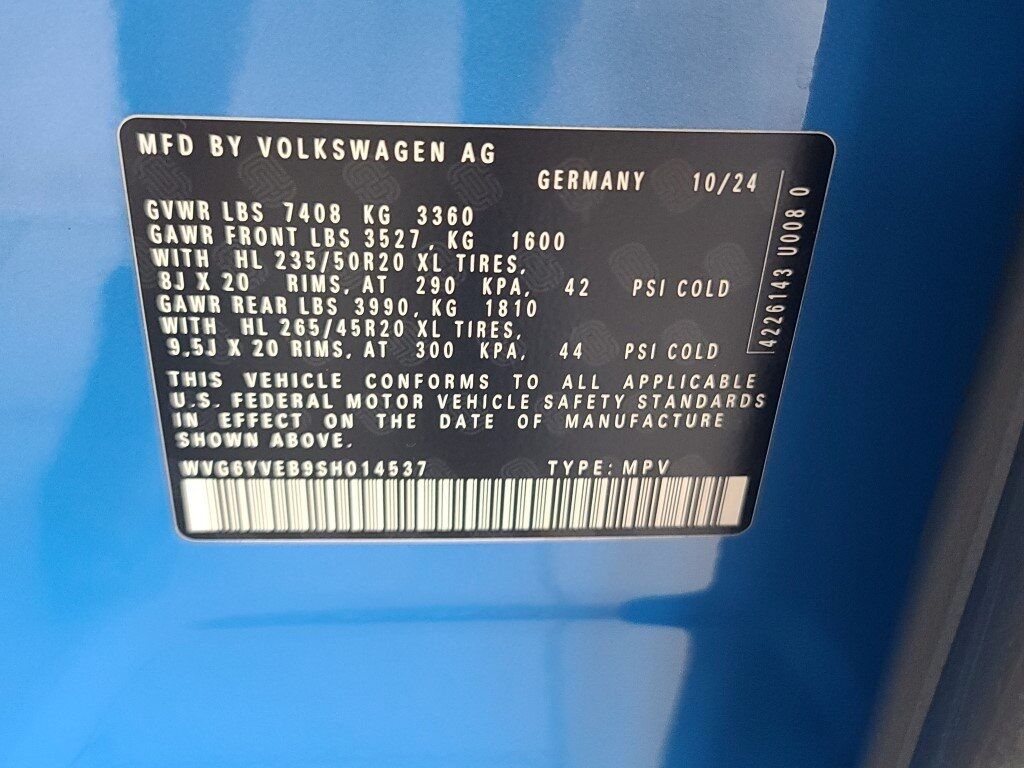 MFD BY VOLKSWAGEN AG
GERMANY 10/24
GVWR LBS 7408 KG 3360
GAWR FRONT LBS 3527, KG 1600
WITH HL 235/50R20 XL TIRES,
8J X 20 RIMS, AT 290 KPA, 42 PSI COLD
GAWR REAR LBS 3990, KG 1810
WITH HL 265/45R20 XL TIRES,
9.5J X 20 RIMS, AT 300 KPA, 44 PSI COLD
THIS VEHICLE CONFORMS TO ALL APPLICABLE
U.S. FEDERAL MOTOR VEHICLE SAFETY STANDARDS
IN EFFECT ON THE DATE OF MANUFACTURE
SHOWN ABOVE.
WVG6YVEB9SH014537 TYPE: MPV
4226143 U008 0